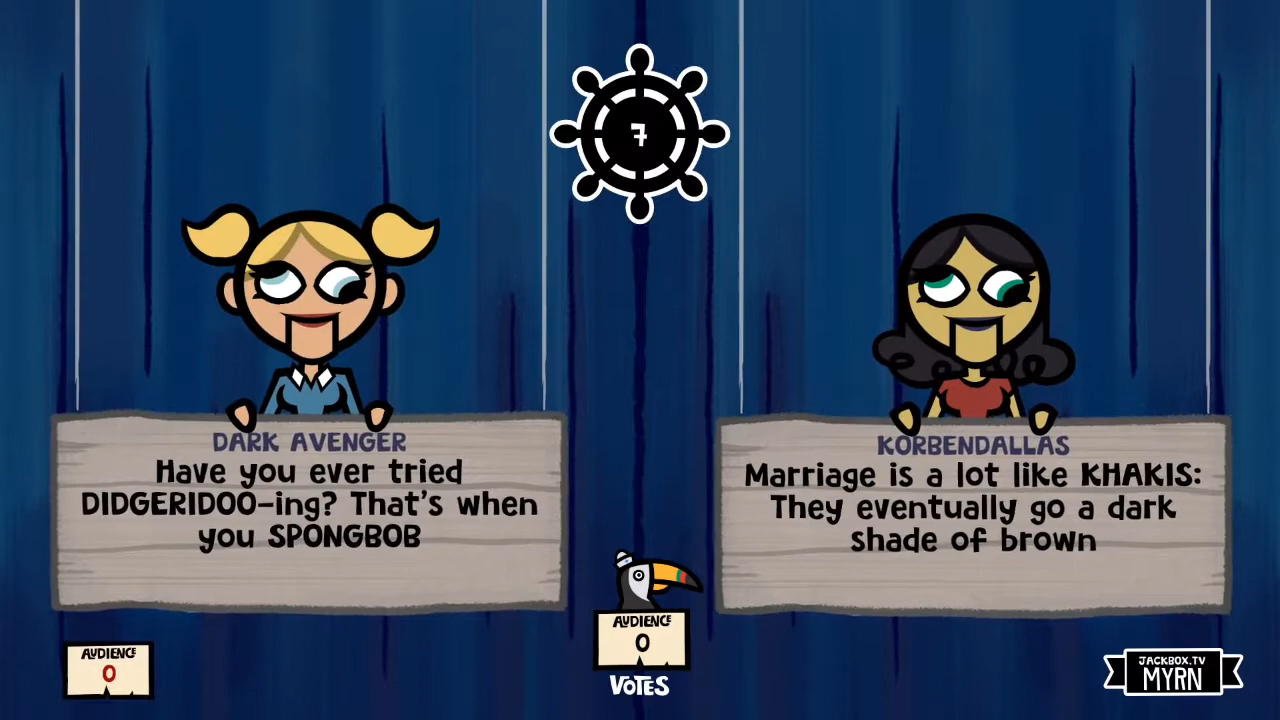 7
DARK AVENGER
Have you ever tried
DIDGERIDOO-ing? That's when
you SPONGBOB
KORBENDALLAS
Marriage is a lot like KHAKIS:
They eventually go a dark
shade of brown
AUDIENCE
0
VOTES
AUDIENCE
0
JACKBOX.TV
MYRN